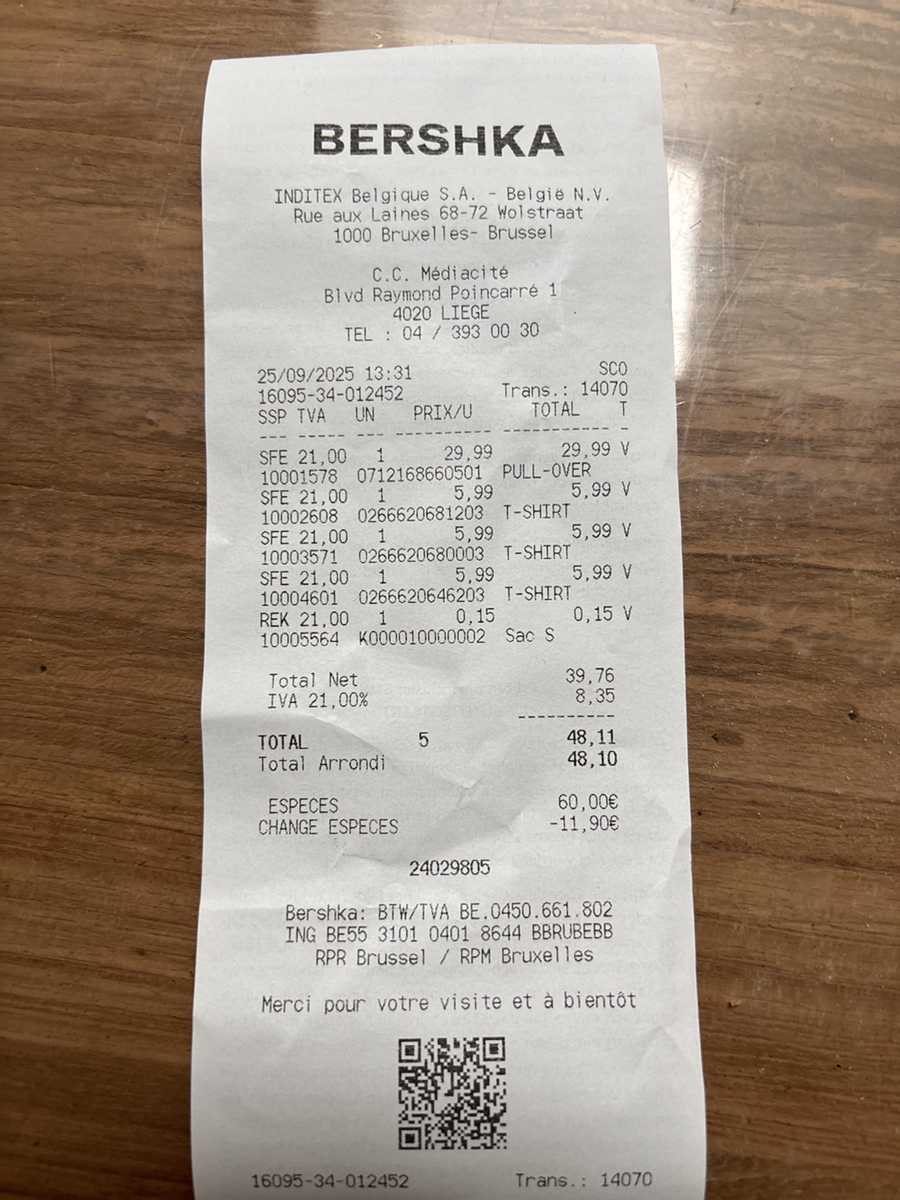 BERSHKA
INDITEX Belgique S.A. - België N.V.
Rue aux Laines 68-72 Wolstraat
1000 Bruxelles- Brussel
C.C. Médiacité
Blvd Raymond Poincarré 1
4020 LIEGE
TEL : 04 / 393 00 30
25/09/2025 13:31 SCO
16095-34-012452 Trans.: 14070
SSP TVA UN PRIX/U TOTAL T
--- ----- --- ---------- ----------- -
SFE 21,00 1 29,99 29,99 V
10001578 0712168660501 PULL-OVER
SFE 21,00 1 5,99 5,99 V
10002608 0266620681203 T-SHIRT
SFE 21,00 1 5,99 5,99 V
10003571 0266620680003 T-SHIRT
SFE 21,00 1 5,99 5,99 V
10004601 0266620646203 T-SHIRT
REK 21,00 1 0,15 0,15 V
10005564 K000010000002 Sac S
Total Net 39,76
IVA 21,00% 8,35
----------
TOTAL 5 48,11
Total Arrondi 48,10
ESPECES 60,00€
CHANGE ESPECES -11,90€
24029805
Bershka: BTW/TVA BE.0450.661.802
ING BE55 3101 0401 8644 BBRUBEBB
RPR Brussel / RPM Bruxelles
Merci pour votre visite et à bientôt
16095-34-012452 Trans.: 14070